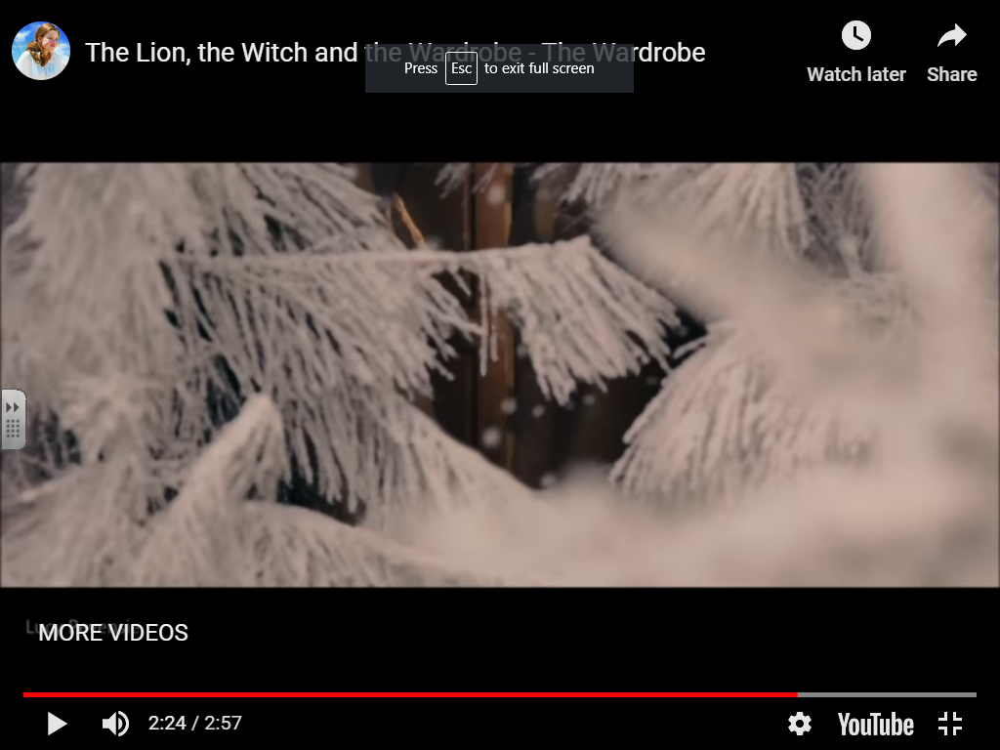 The Lion, the Witch and the Wardrobe - The Wardrobe
Press Esc to exit full screen
Watch later
Share
MORE VIDEOS
2:24 / 2:57
YouTube